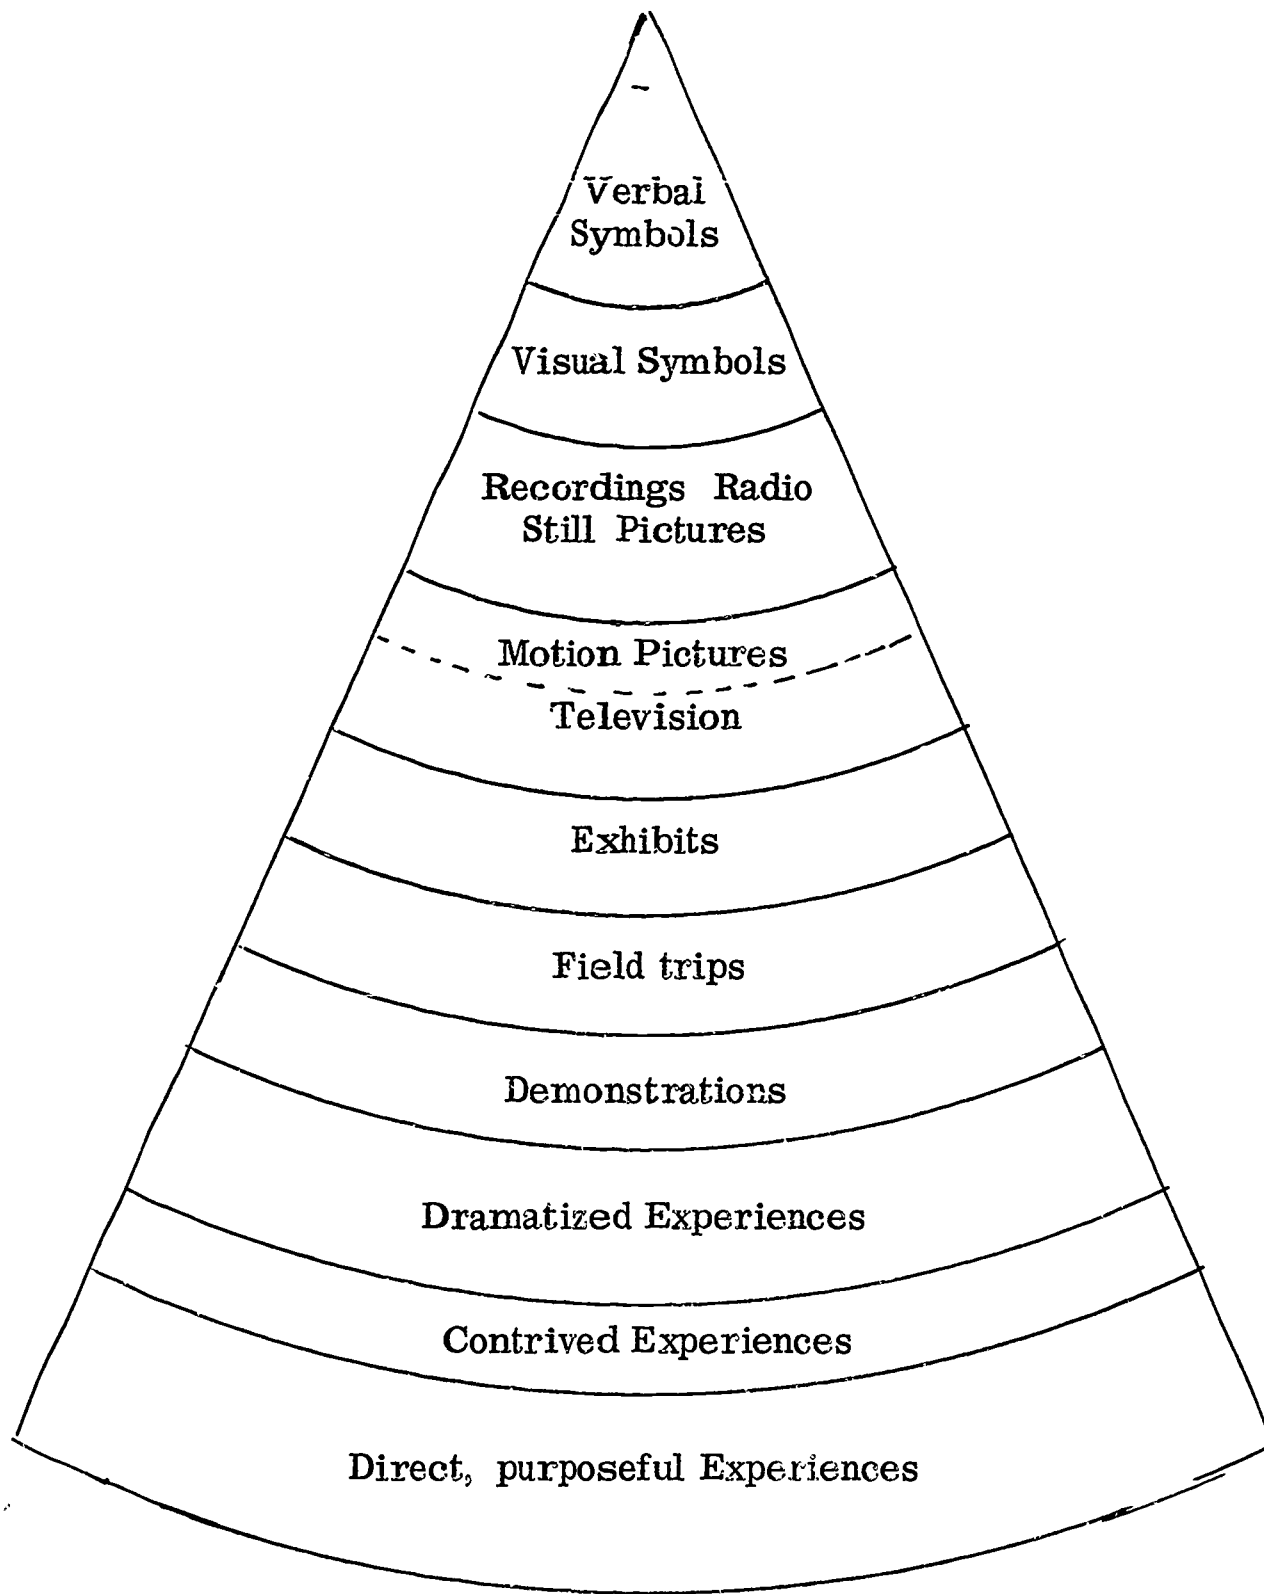 Verbal
Symbols
Visual Symbols
Recordings Radio
Still Pictures
Motion Pictures
Television
Exhibits
Field trips
Demonstrations
Dramatized Experiences
Contrived Experiences
Direct, purposeful Experiences